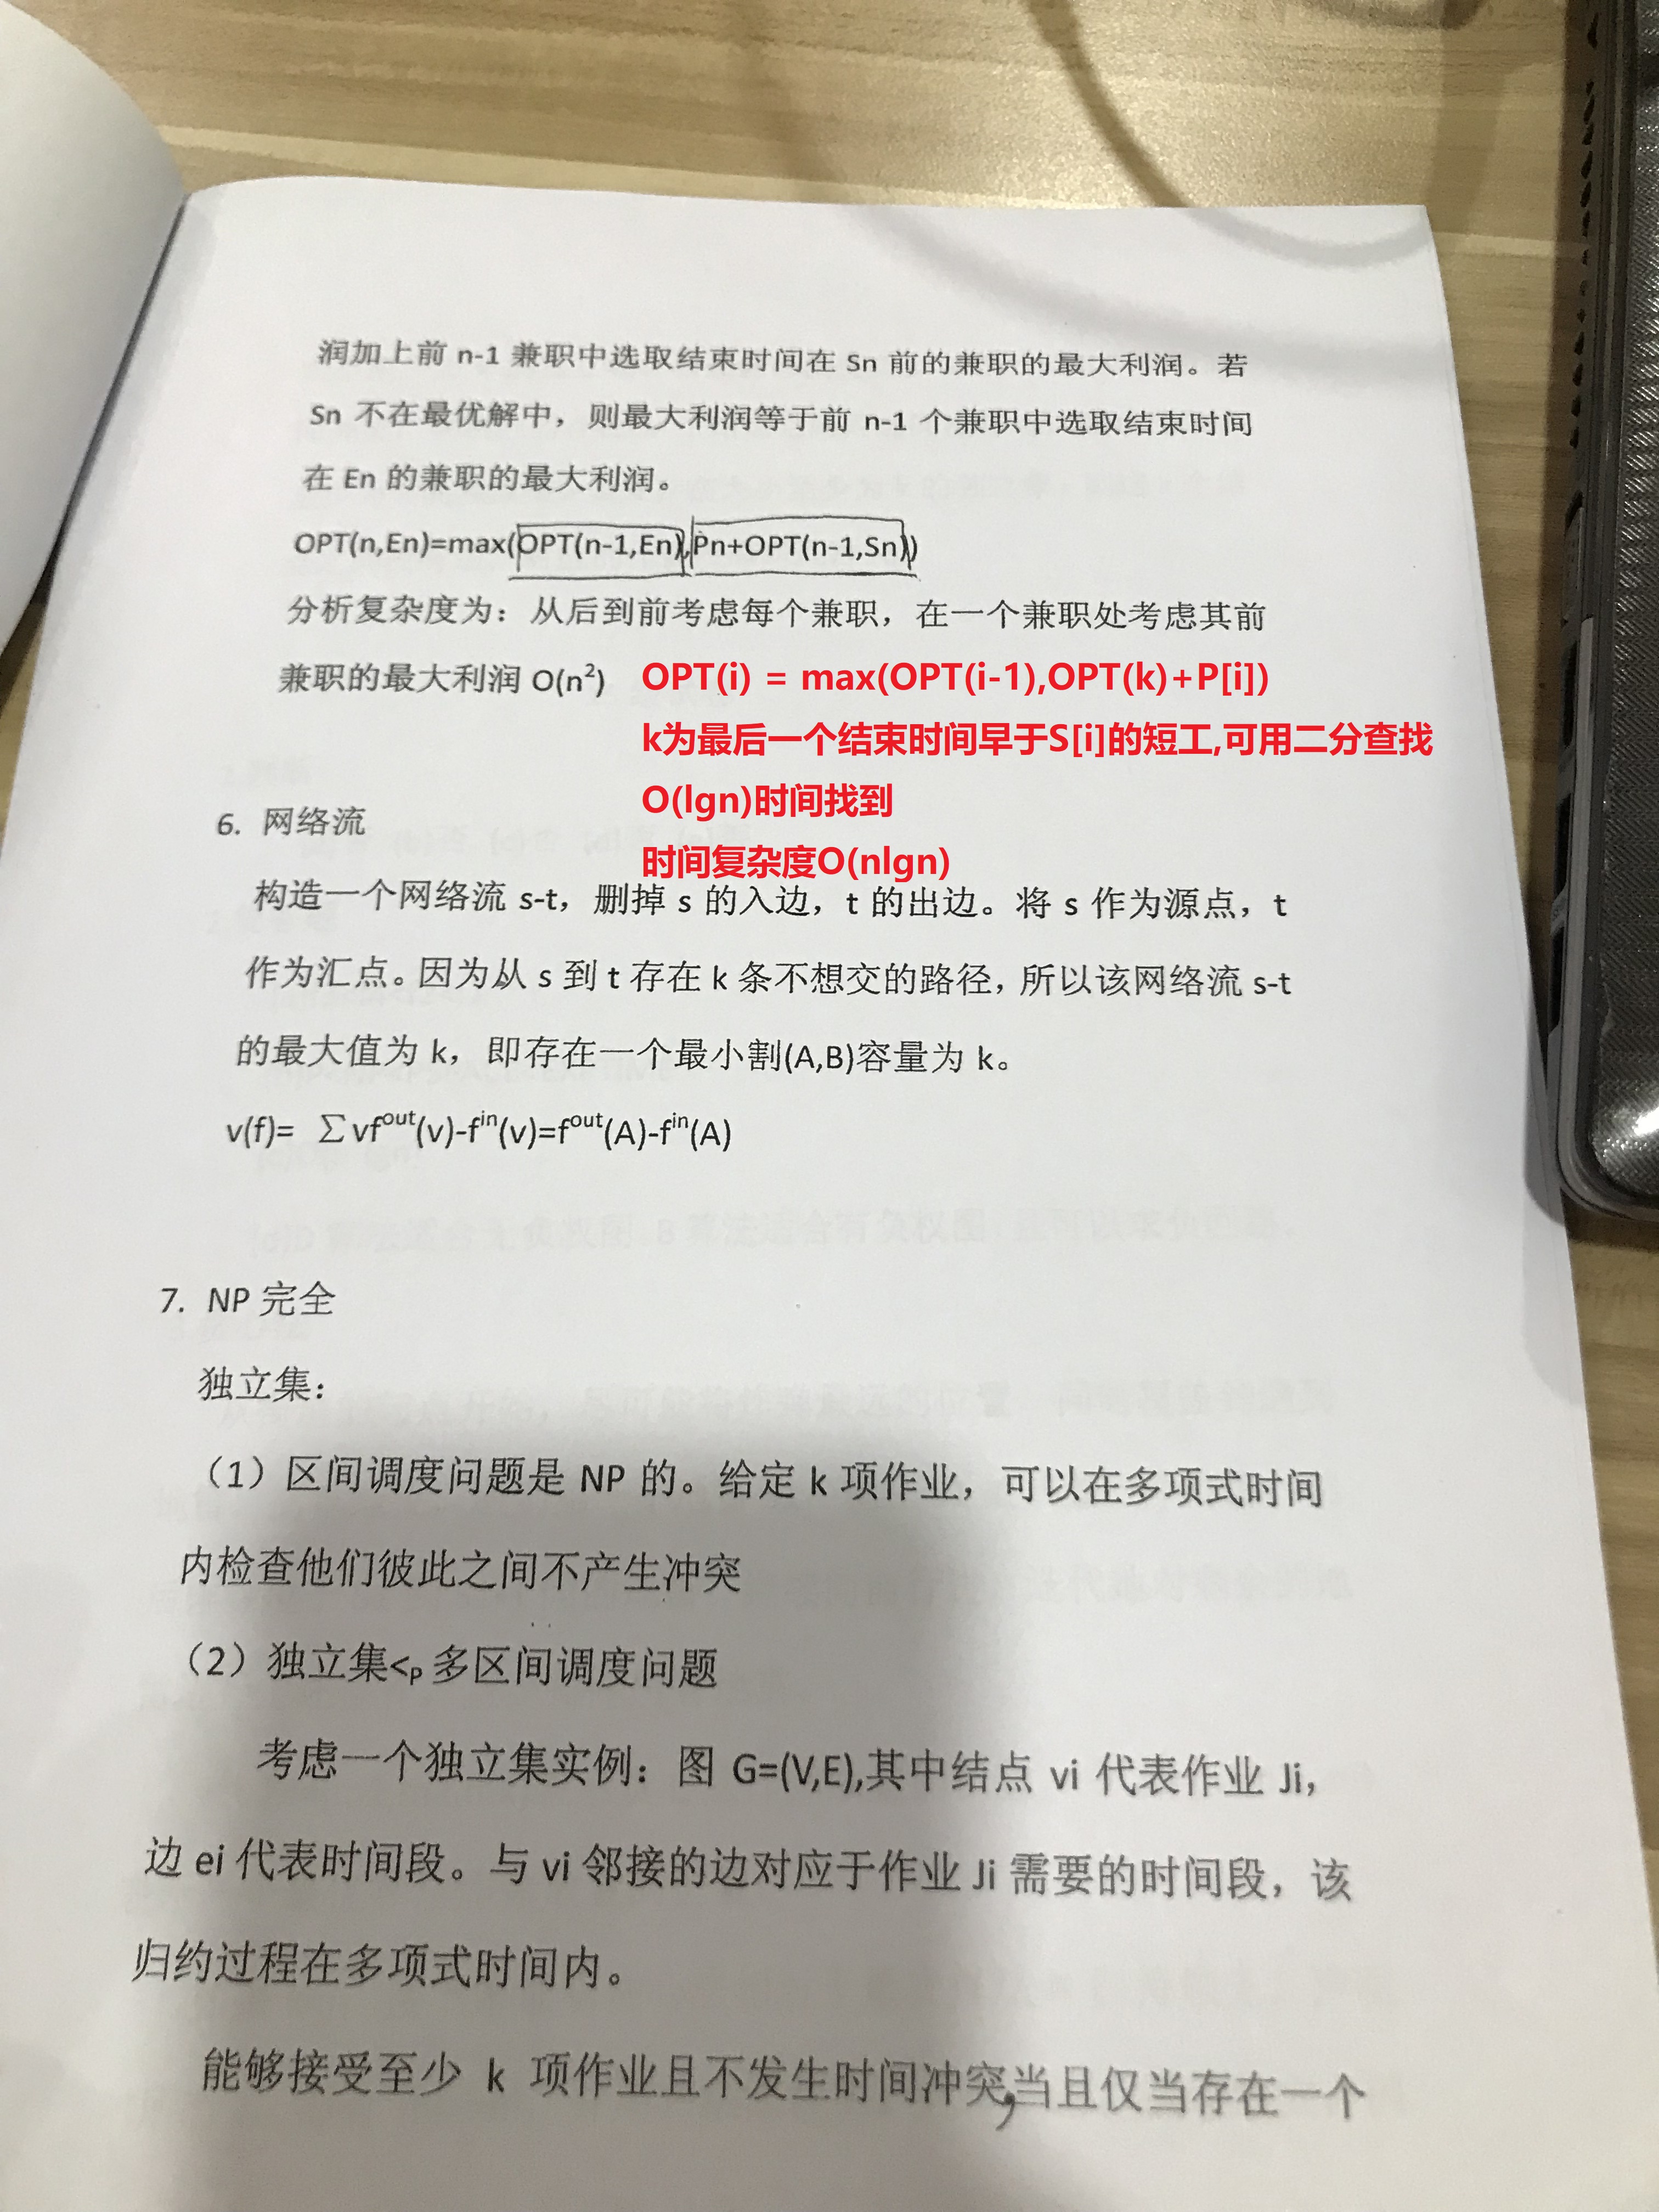 润加上前 n-1 兼职中选取结束时间在 Sn 前的兼职的最大利润。若
Sn 不在最优解中，则最大利润等于前 n-1 个兼职中选取结束时间
在 En 的兼职的最大利润。
OPT(n,En)=max(OPT(n-1,En),Pn+OPT(n-1,Sn))
分析复杂度为：从后到前考虑每个兼职，在一个兼职处考虑其前
兼职的最大利润 O(n²)
OPT(i) = max(OPT(i-1),OPT(k)+P[i])
k为最后一个结束时间早于S[i]的短工,可用二分查找
O(lgn)时间找到
时间复杂度O(nlgn)
6. 网络流
构造一个网络流 s-t，删掉 s 的入边，t 的出边。将 s 作为源点，t
作为汇点。因为从 s 到 t 存在 k 条不想交的路径，所以该网络流 s-t
的最大值为 k，即存在一个最小割(A,B)容量为 k。
v(f)= ∑vf^out(v)-f^in(v)=f^out(A)-f^in(A)
7. NP 完全
独立集：
（1）区间调度问题是 NP 的。给定 k 项作业，可以在多项式时间
内检查他们彼此之间不产生冲突
（2）独立集<p 多区间调度问题
考虑一个独立集实例：图 G=(V,E),其中结点 vi 代表作业 Ji，
边 ei 代表时间段。与 vi 邻接的边对应于作业 Ji 需要的时间段，该
归约过程在多项式时间内。
能够接受至少 k 项作业且不发生时间冲突,当且仅当存在一个